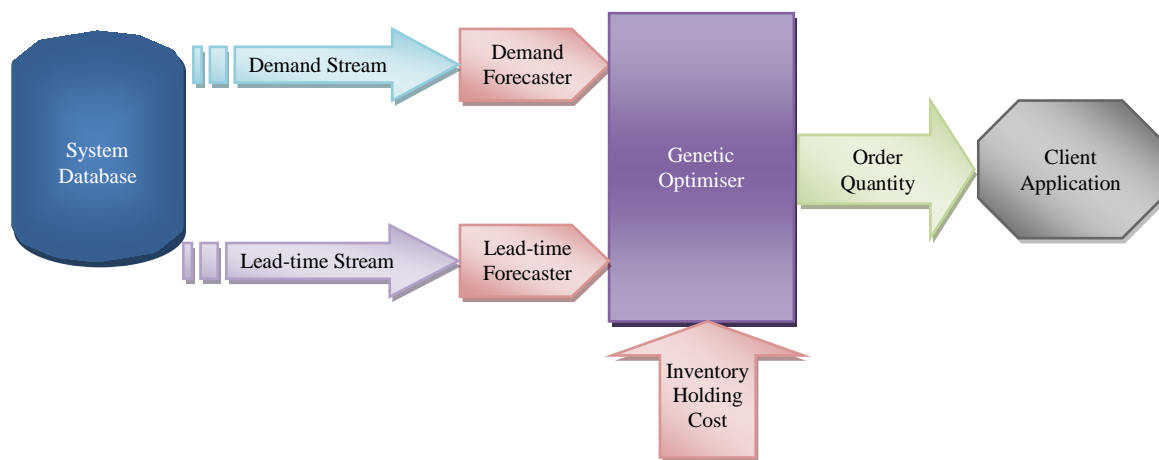 Demand Stream
Demand
Forecaster
System
Database
Genetic
Optimiser
Order
Quantity
Client
Application
Lead-time Stream
Lead-time
Forecaster
Inventory
Holding
Cost